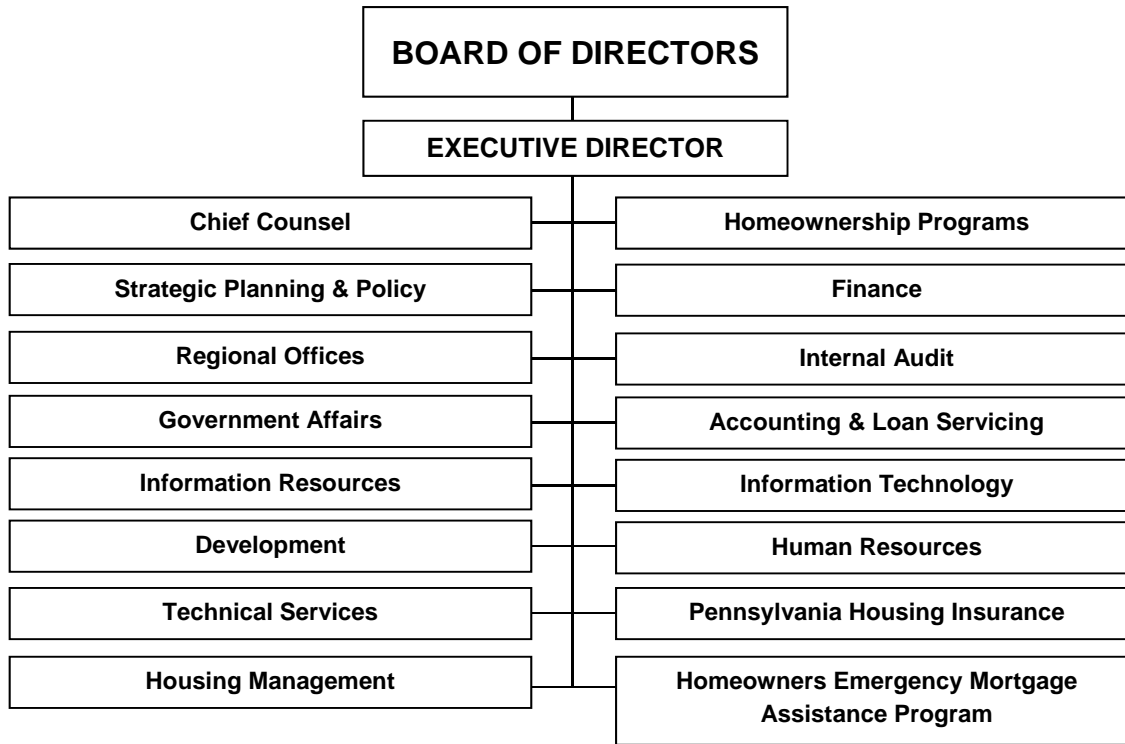 BOARD OF DIRECTORS
EXECUTIVE DIRECTOR
Chief Counsel
Homeownership Programs
Strategic Planning & Policy
Finance
Regional Offices
Internal Audit
Government Affairs
Accounting & Loan Servicing
Information Resources
Information Technology
Development
Human Resources
Technical Services
Pennsylvania Housing Insurance
Housing Management
Homeowners Emergency Mortgage
Assistance Program